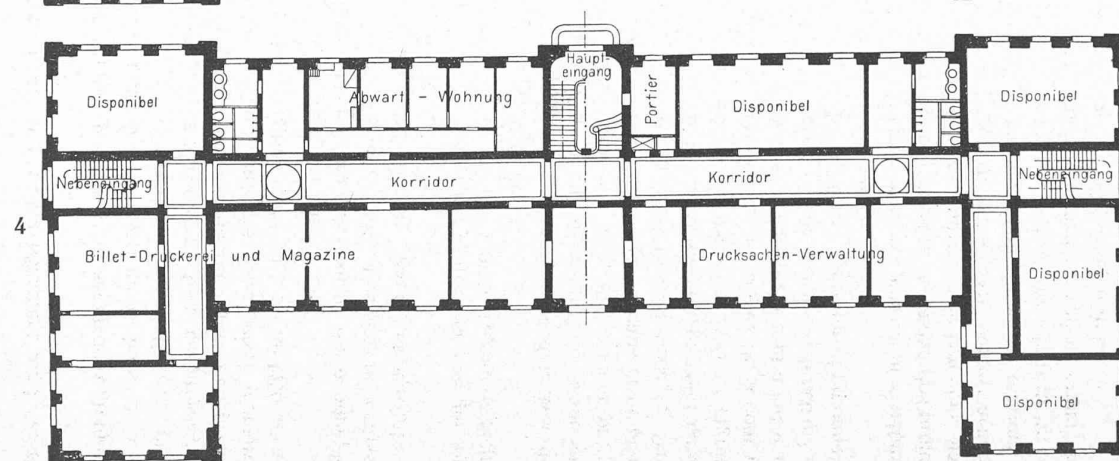 Haupt-
eingang
Disponibel
Abwart - Wohnung
Portier
Disponibel
Disponibel
Nebeneingang
Korridor
Korridor
Nebeneingang
4
Billet-Druckerei und Magazine
Drucksachen-Verwaltung
Disponibel
Disponibel